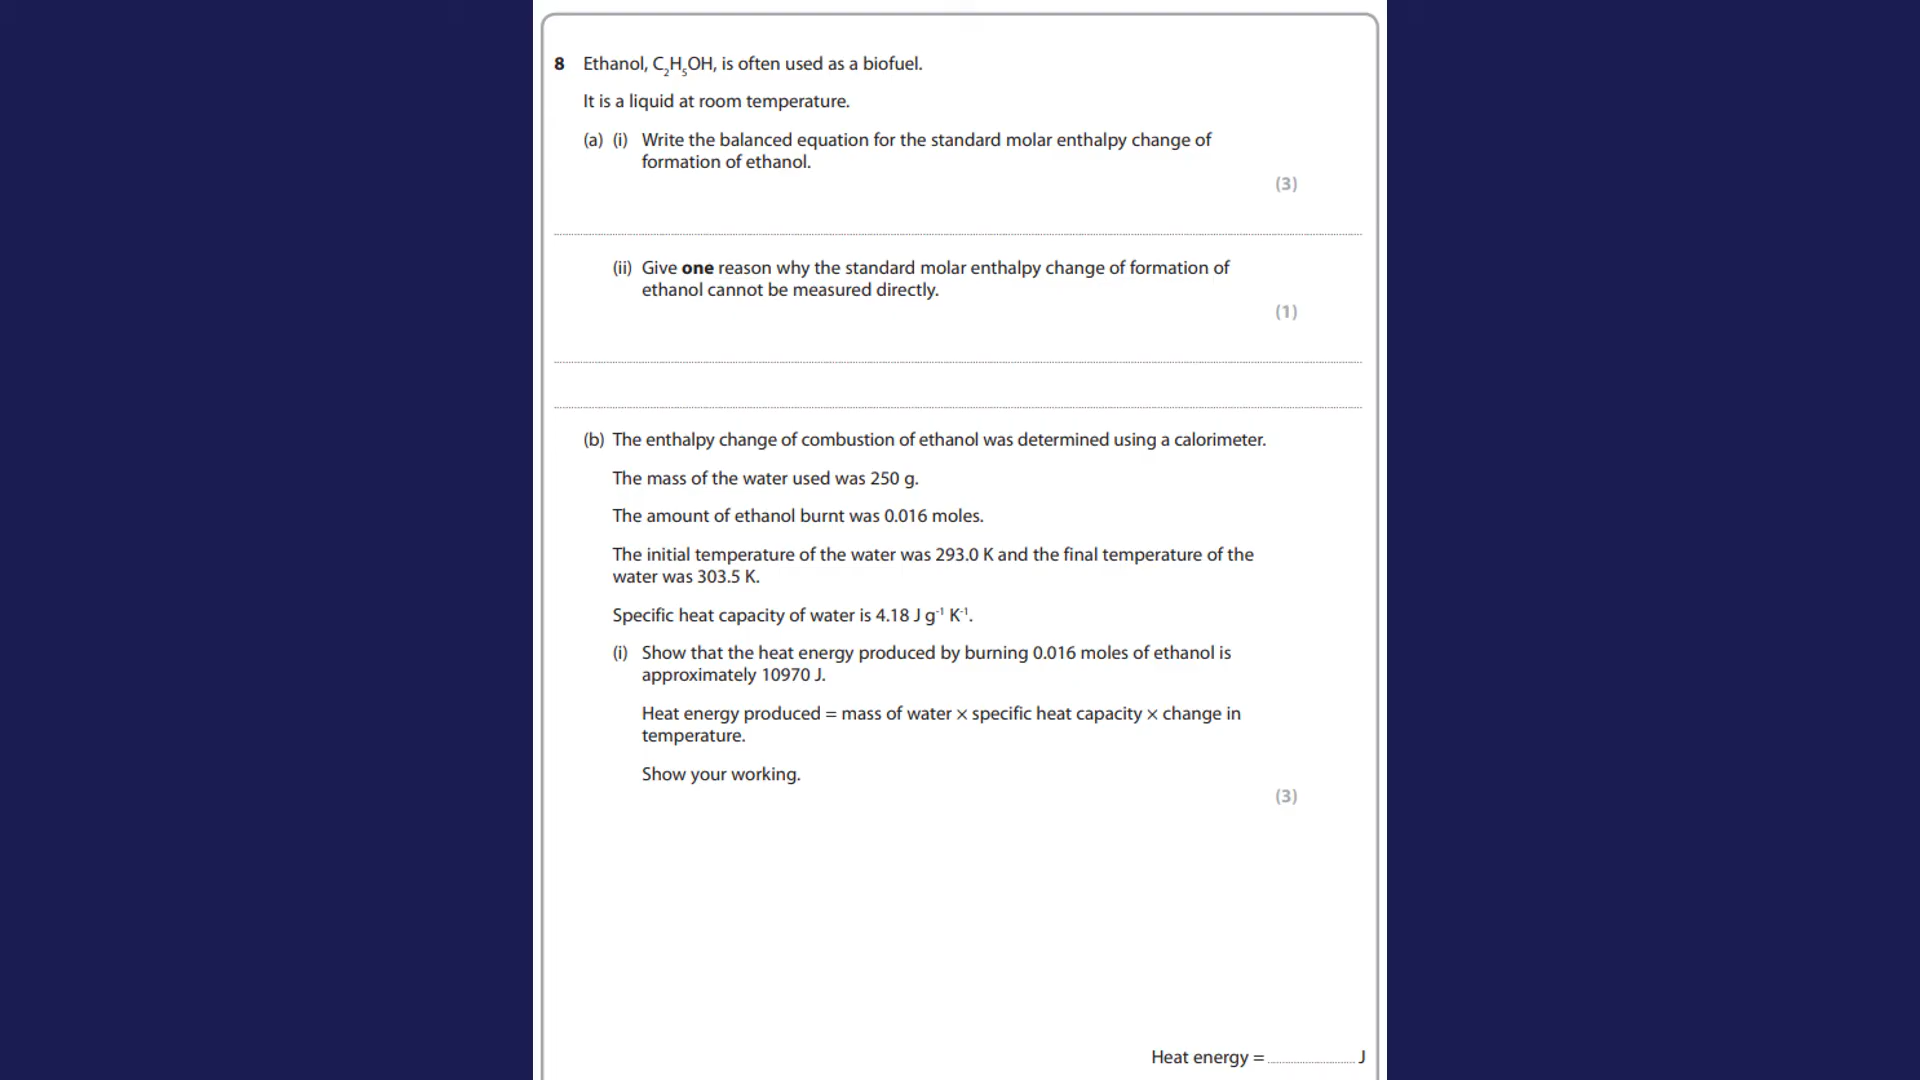 8 Ethanol, C₂H₅OH, is often used as a biofuel.
It is a liquid at room temperature.
(a) (i) Write the balanced equation for the standard molar enthalpy change of
formation of ethanol.
(3)
(ii) Give one reason why the standard molar enthalpy change of formation of
ethanol cannot be measured directly.
(1)
(b) The enthalpy change of combustion of ethanol was determined using a calorimeter.
The mass of the water used was 250 g.
The amount of ethanol burnt was 0.016 moles.
The initial temperature of the water was 293.0 K and the final temperature of the
water was 303.5 K.
Specific heat capacity of water is 4.18 J g⁻¹ K⁻¹.
(i) Show that the heat energy produced by burning 0.016 moles of ethanol is
approximately 10970 J.
Heat energy produced = mass of water × specific heat capacity × change in
temperature.
Show your working.
(3)
Heat energy = .................... J